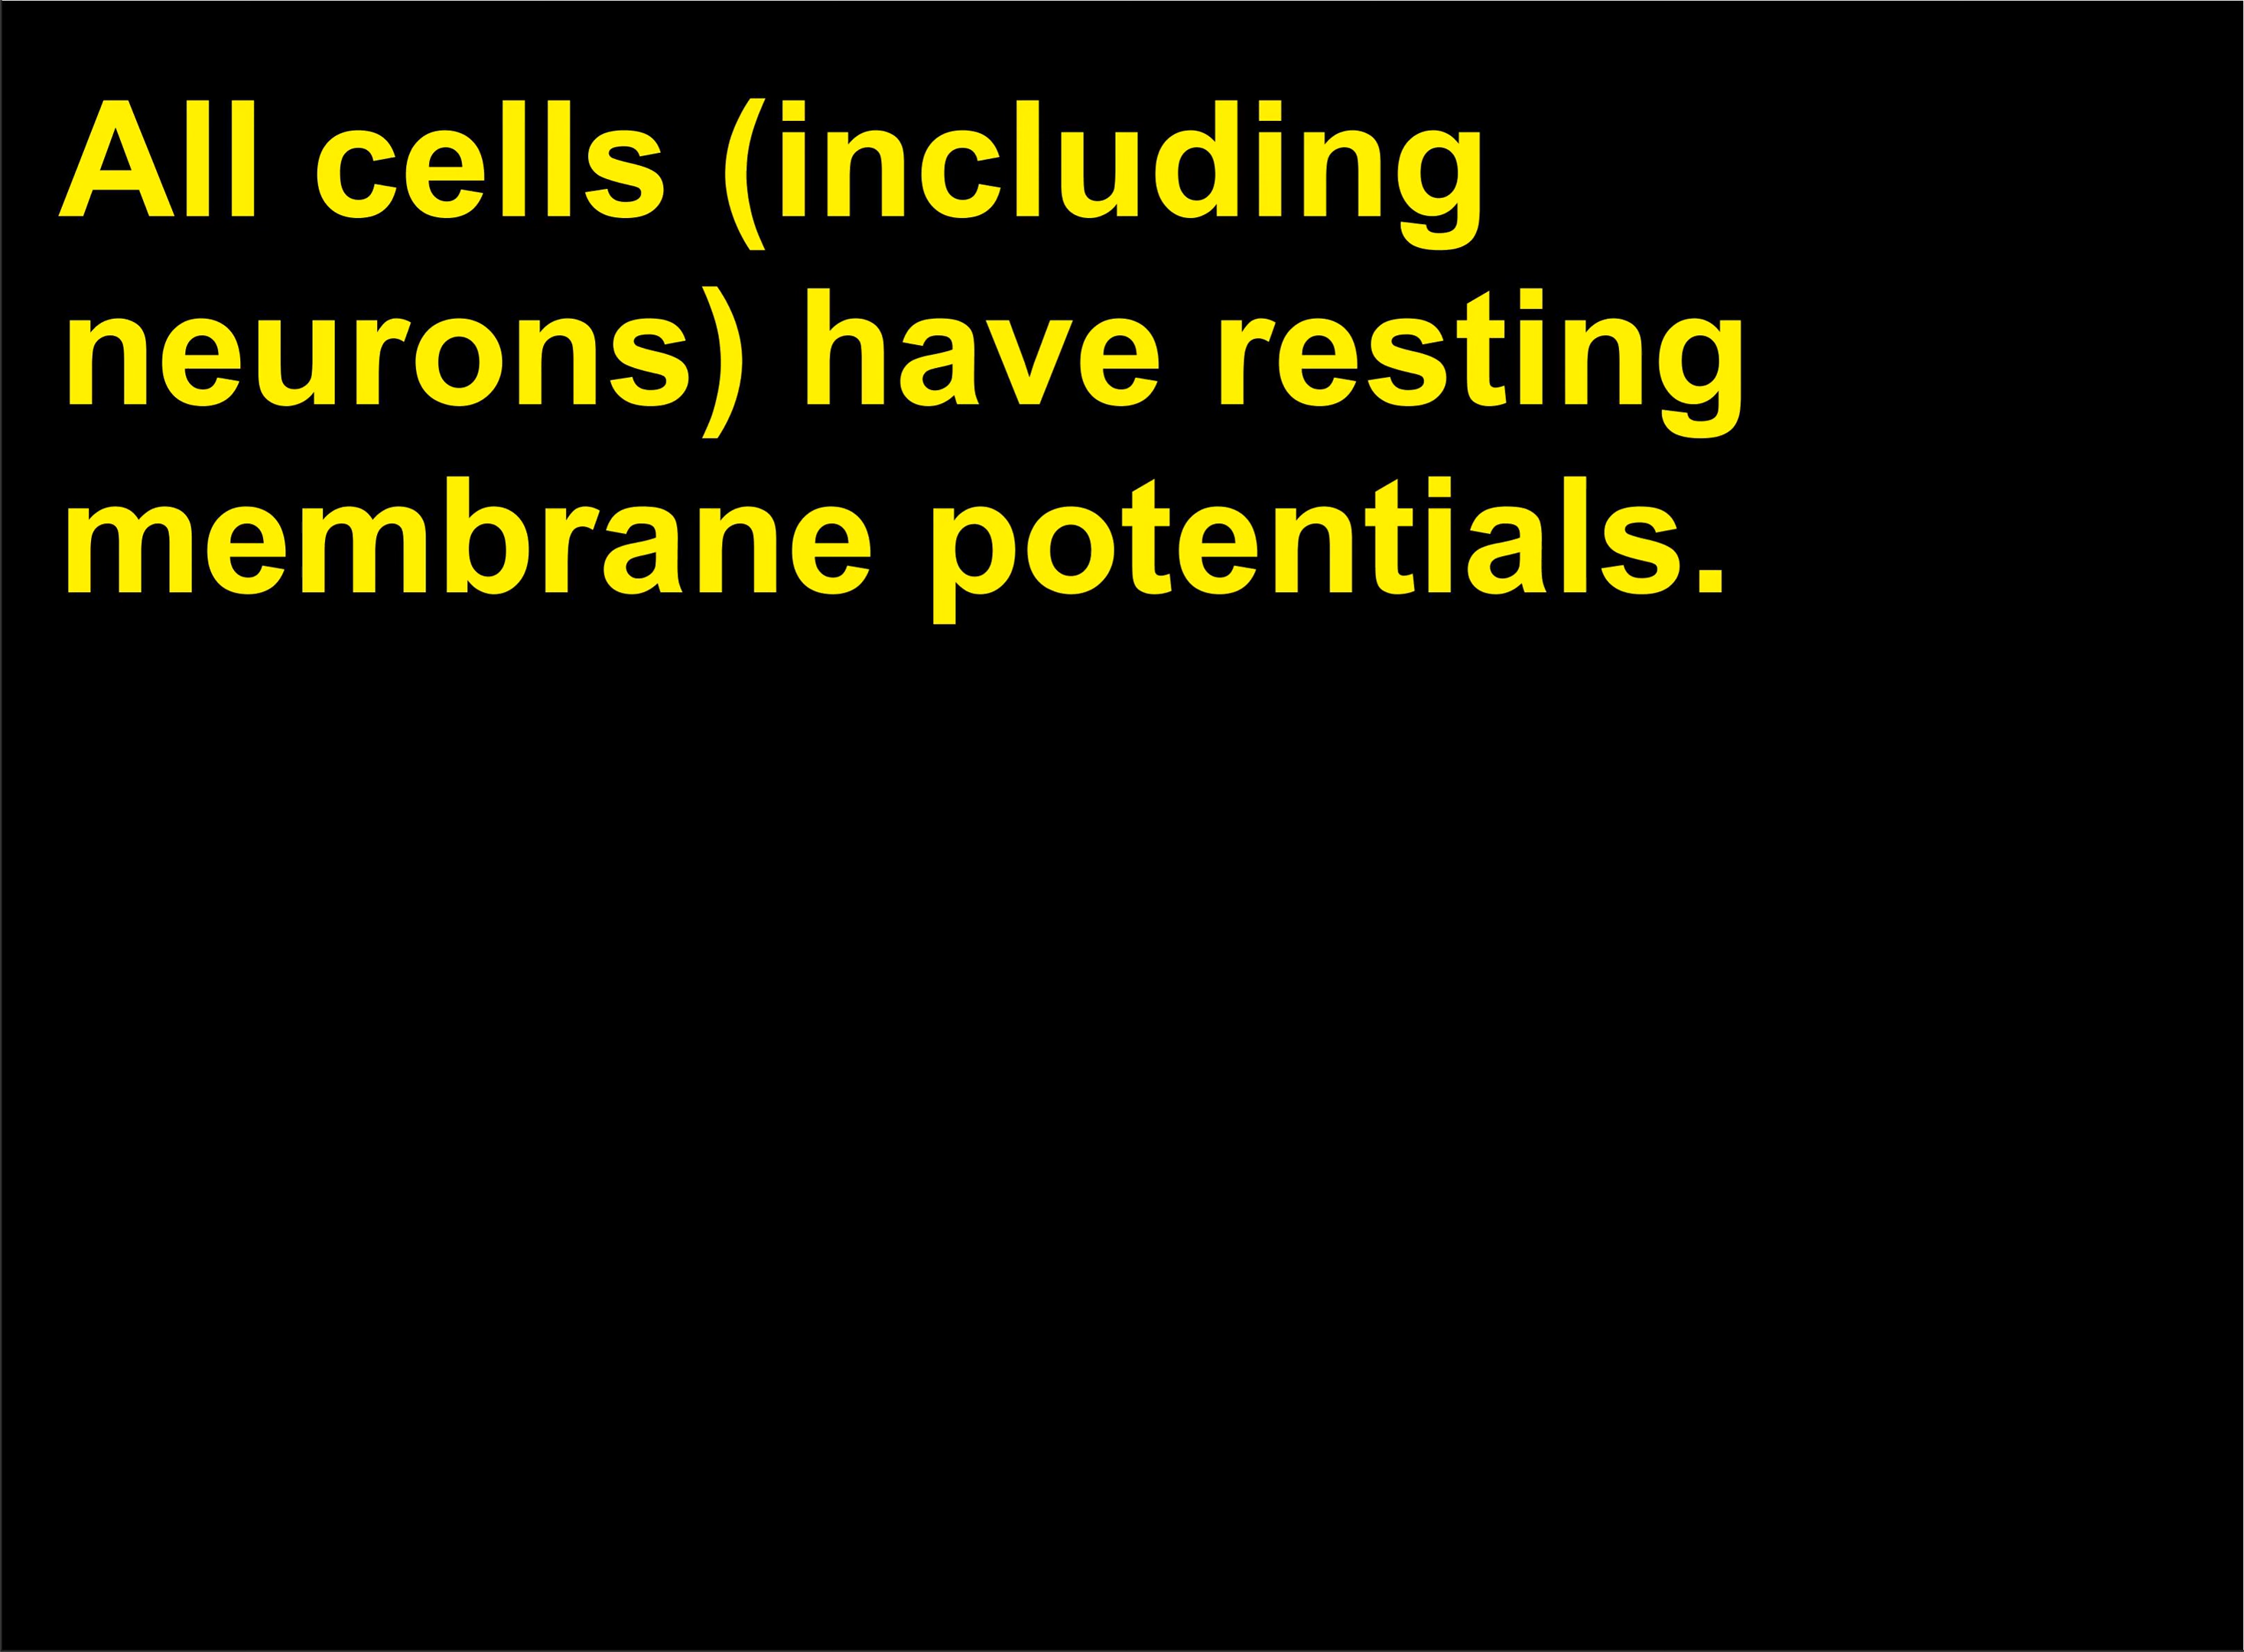 All cells (including
neurons) have resting
membrane potentials.